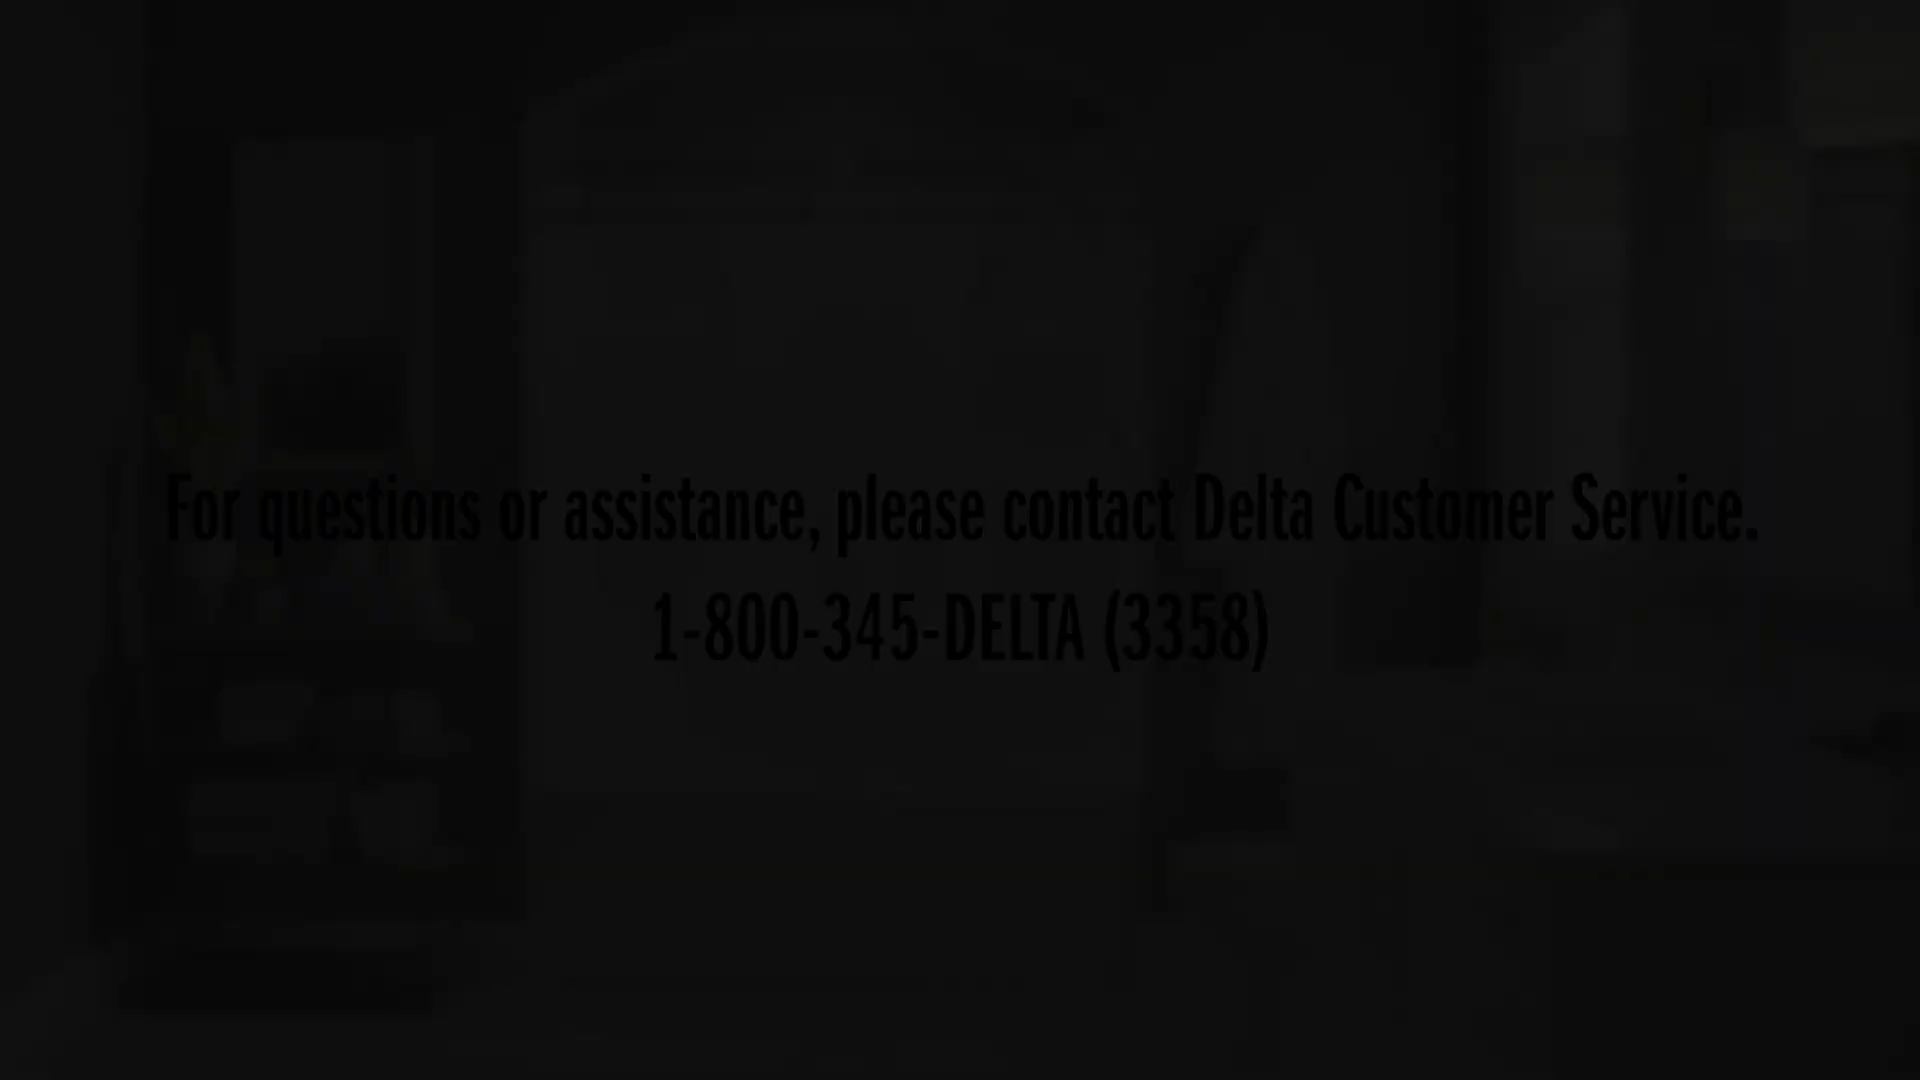 For questions or assistance, please contact Delta Customer Service.
1-800-345-DELTA (3358)